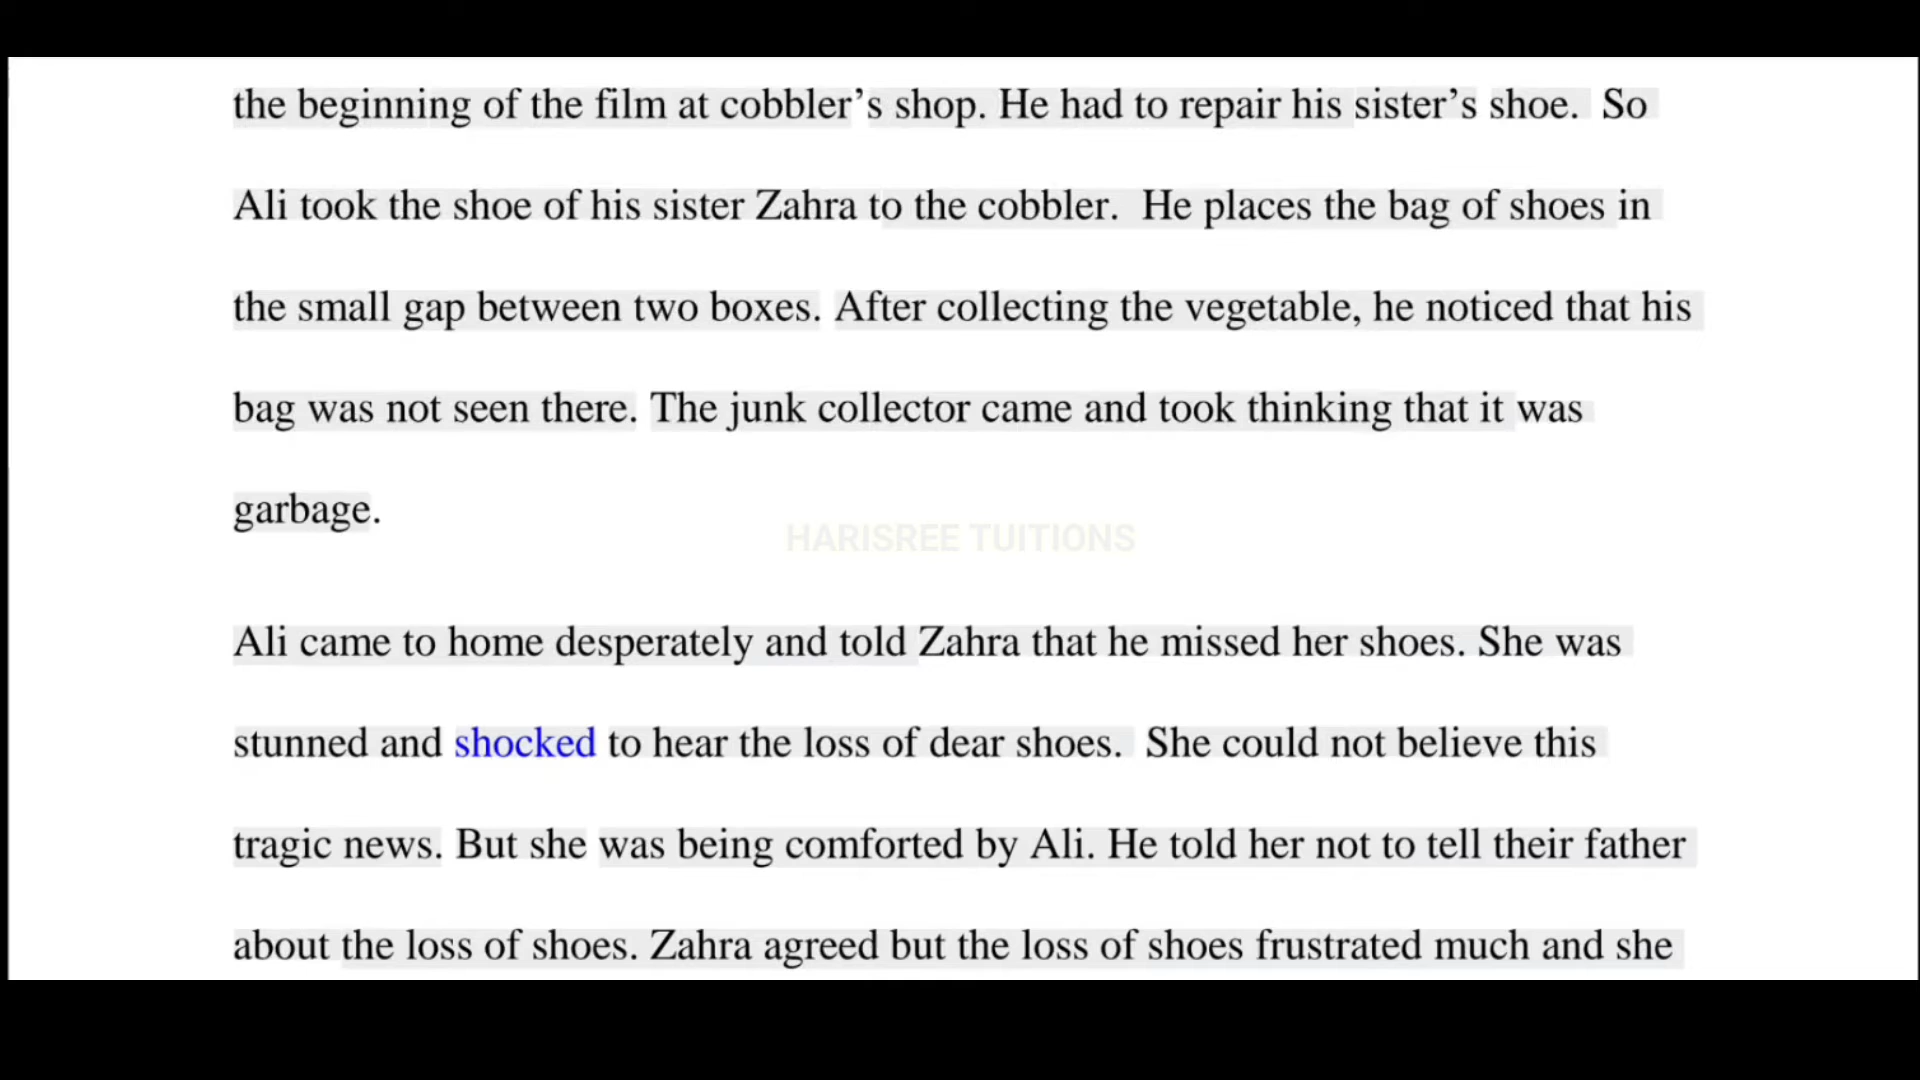 the beginning of the film at cobbler’s shop. He had to repair his sister’s shoe. So
Ali took the shoe of his sister Zahra to the cobbler. He places the bag of shoes in
the small gap between two boxes. After collecting the vegetable, he noticed that his
bag was not seen there. The junk collector came and took thinking that it was
garbage.
HARISREE TUITIONS
Ali came to home desperately and told Zahra that he missed her shoes. She was
stunned and shocked to hear the loss of dear shoes. She could not believe this
tragic news. But she was being comforted by Ali. He told her not to tell their father
about the loss of shoes. Zahra agreed but the loss of shoes frustrated much and she